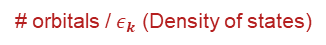 # orbitals / ϵ𝒌 (Density of states)